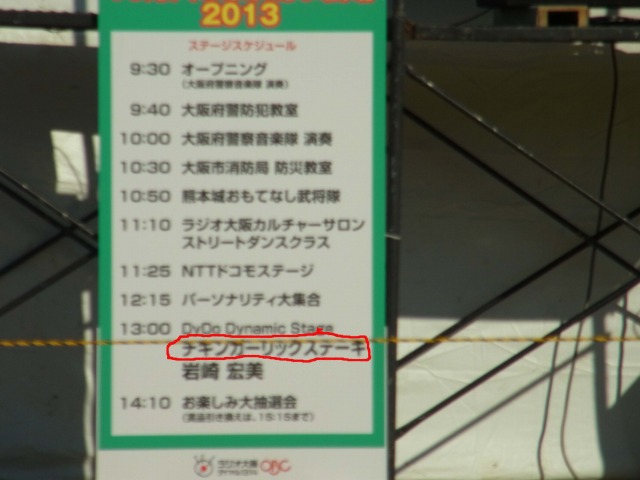 2013
ステージスケジュール
9:30 オープニング
(大阪府警察音楽隊 演奏)
9:40 大阪府警防犯教室
10:00 大阪府警察音楽隊 演奏
10:30 大阪市消防局 防災教室
10:50 熊本城おもてなし武将隊
11:10 ラジオ大阪カルチャーサロン
ストリートダンスクラス
11:25 NTTドコモステージ
12:15 パーソナリティ大集合
13:00 DyDo Dynamic Stage
チキンガーリックステーキ
岩崎 宏美
14:10 お楽しみ大抽選会
(賞品引き換えは、15:15まで)
ラジオ大阪 OBC